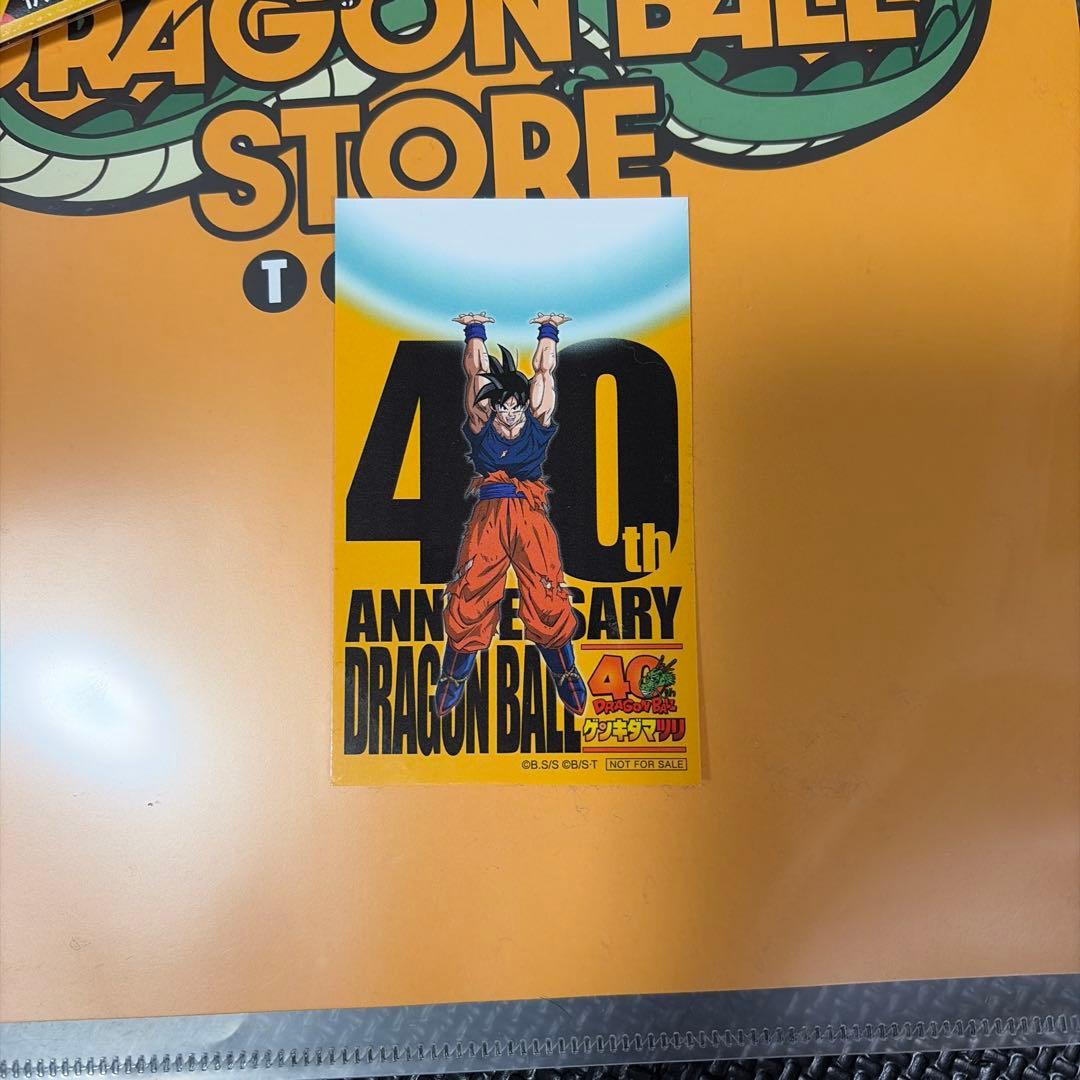 DRAGON BALL
STORE
T
40th
ANNIVERSARY
DRAGON BALL
40th
DRAGON BALL
ゲンキダマツリ
©B.S/S ©B/S·T NOT FOR SALE